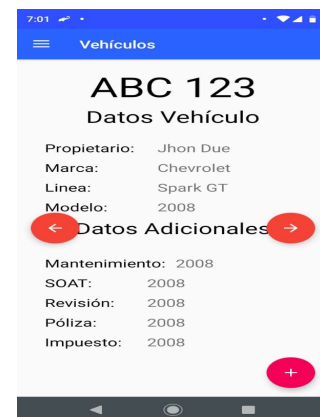 7:01
Vehículos
ABC 123
Datos Vehículo
Propietario: Jhon Due
Marca: Chevrolet
Linea: Spark GT
Modelo: 2008
Datos Adicionales
Mantenimiento: 2008
SOAT: 2008
Revisión: 2008
Póliza: 2008
Impuesto: 2008